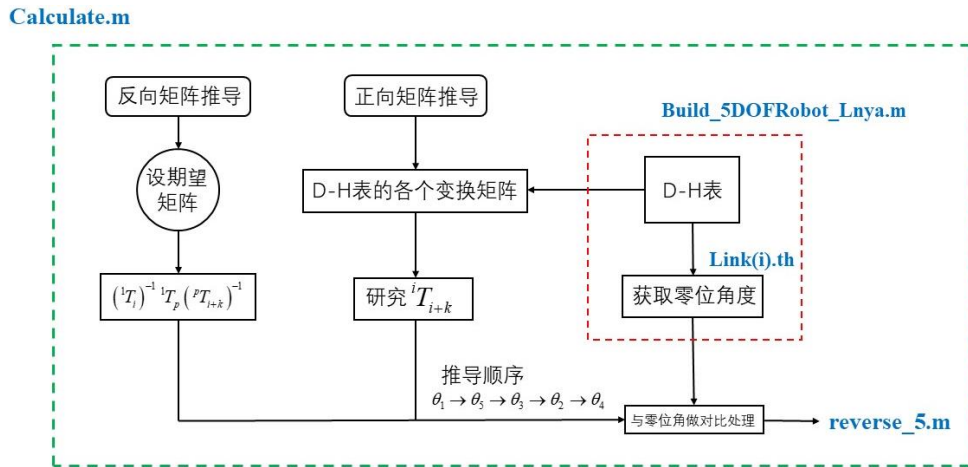 Calculate.m
反向矩阵推导
正向矩阵推导
Build_5DOFRobot_Lnya.m
设期望
矩阵
D-H表的各个变换矩阵
D-H表
Link(i).th
(¹Tᵢ)⁻¹ ¹Tₚ (ᵖTᵢ₊ₖ)⁻¹
研究 ⁱTᵢ₊ₖ
获取零位角度
推导顺序
θ₁ → θ₅ → θ₃ → θ₂ → θ₄
与零位角做对比处理
reverse_5.m